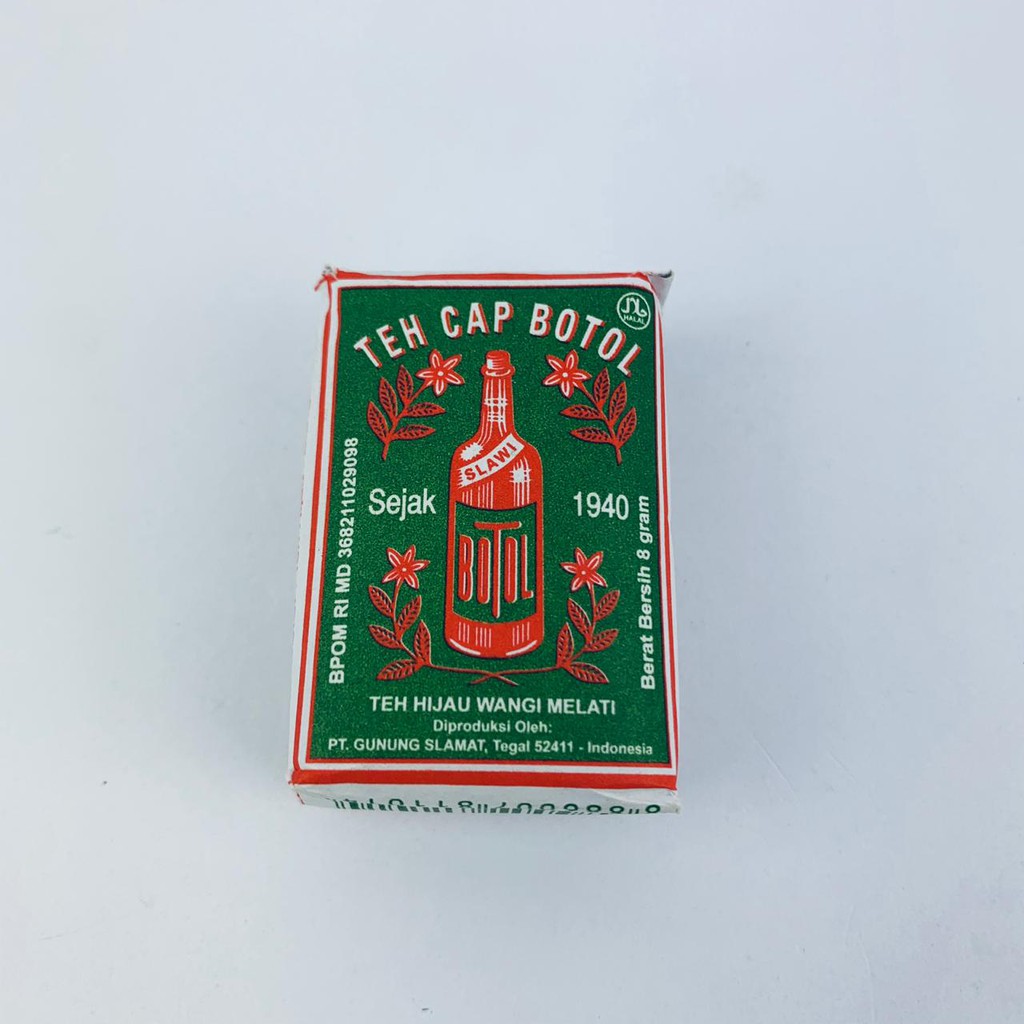 TEH CAP BOTOL
حلال
HALAL
SLAWI
Sejak 1940
BOTOL
BPOM RI MD 368211029098
Berat Bersih 8 gram
TEH HIJAU WANGI MELATI
Diproduksi Oleh:
PT. GUNUNG SLAMAT, Tegal 52411 - Indonesia